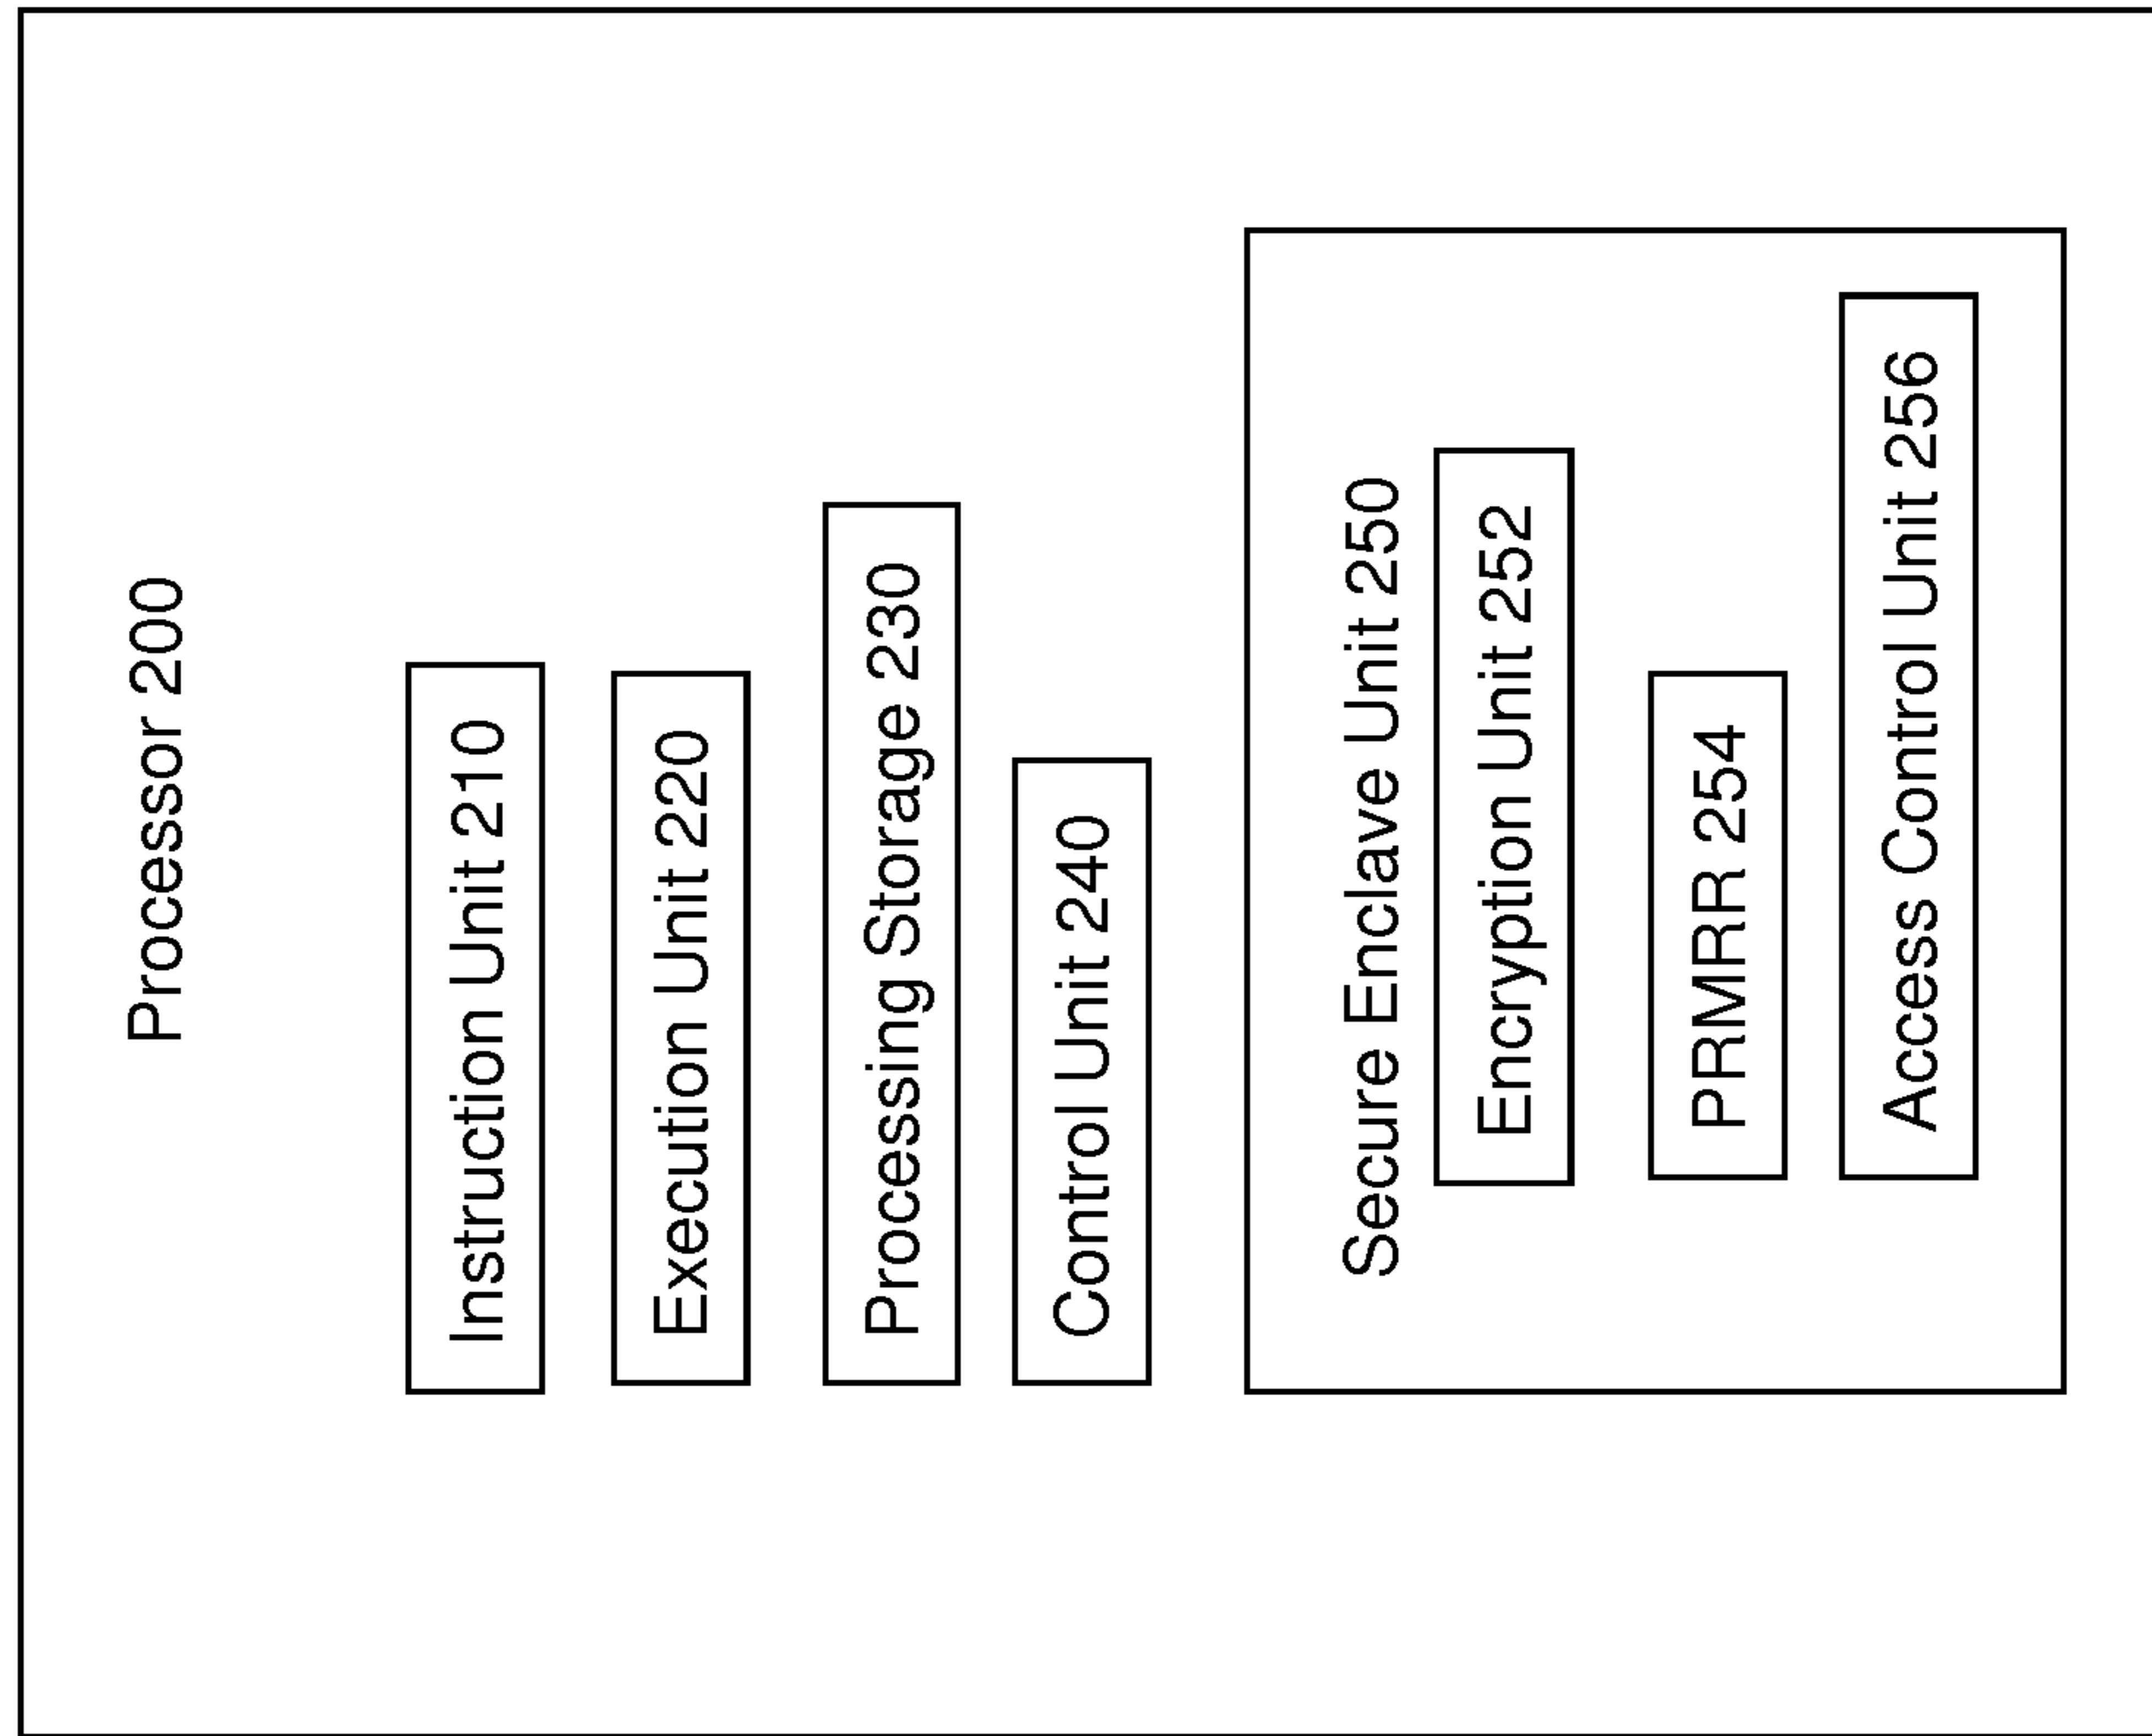 Processor 200
Instruction Unit 210
Execution Unit 220
Processing Storage 230
Control Unit 240
Secure Enclave Unit 250
Encryption Unit 252
PRMRR 254
Access Control Unit 256